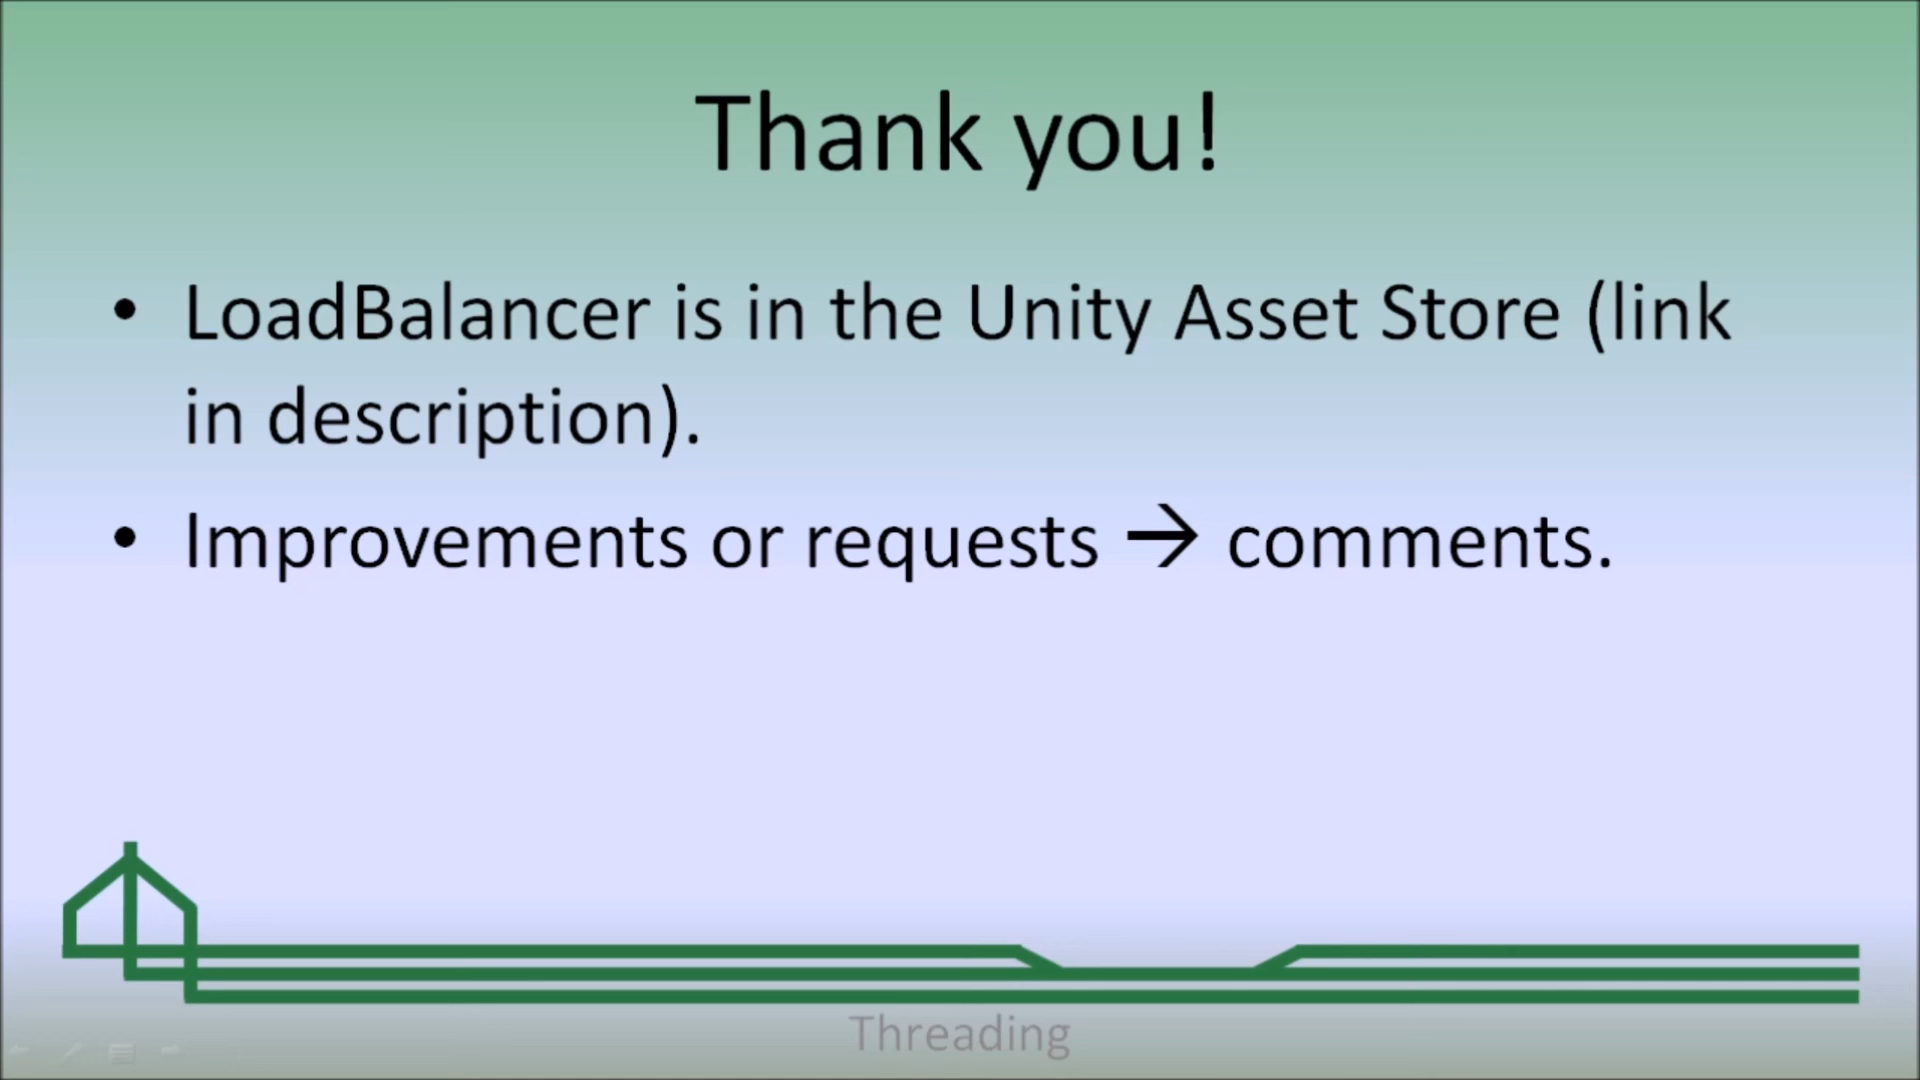 Thank you!
• LoadBalancer is in the Unity Asset Store (link
in description).
• Improvements or requests → comments.
Threading